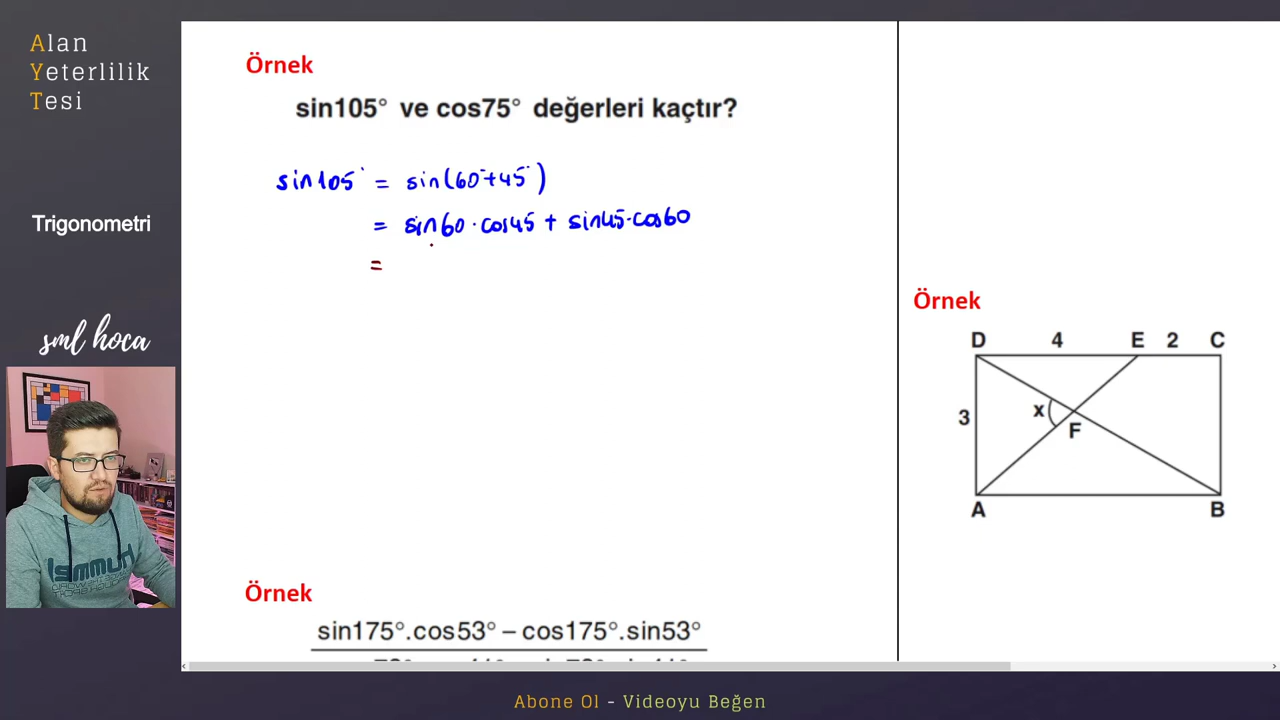 Alan
Yeterlilik
Tesi
Trigonometri
sml hoca
Örnek
sin105° ve cos75° değerleri kaçtır?
sin105° = sin(60°+45°)
= sin60·cos45 + sin45·cos60
=
Örnek
sin175°.cos53° – cos175°.sin53°
Örnek
D 4 E 2 C
3 x F
A B
Abone Ol - Videoyu Beğen